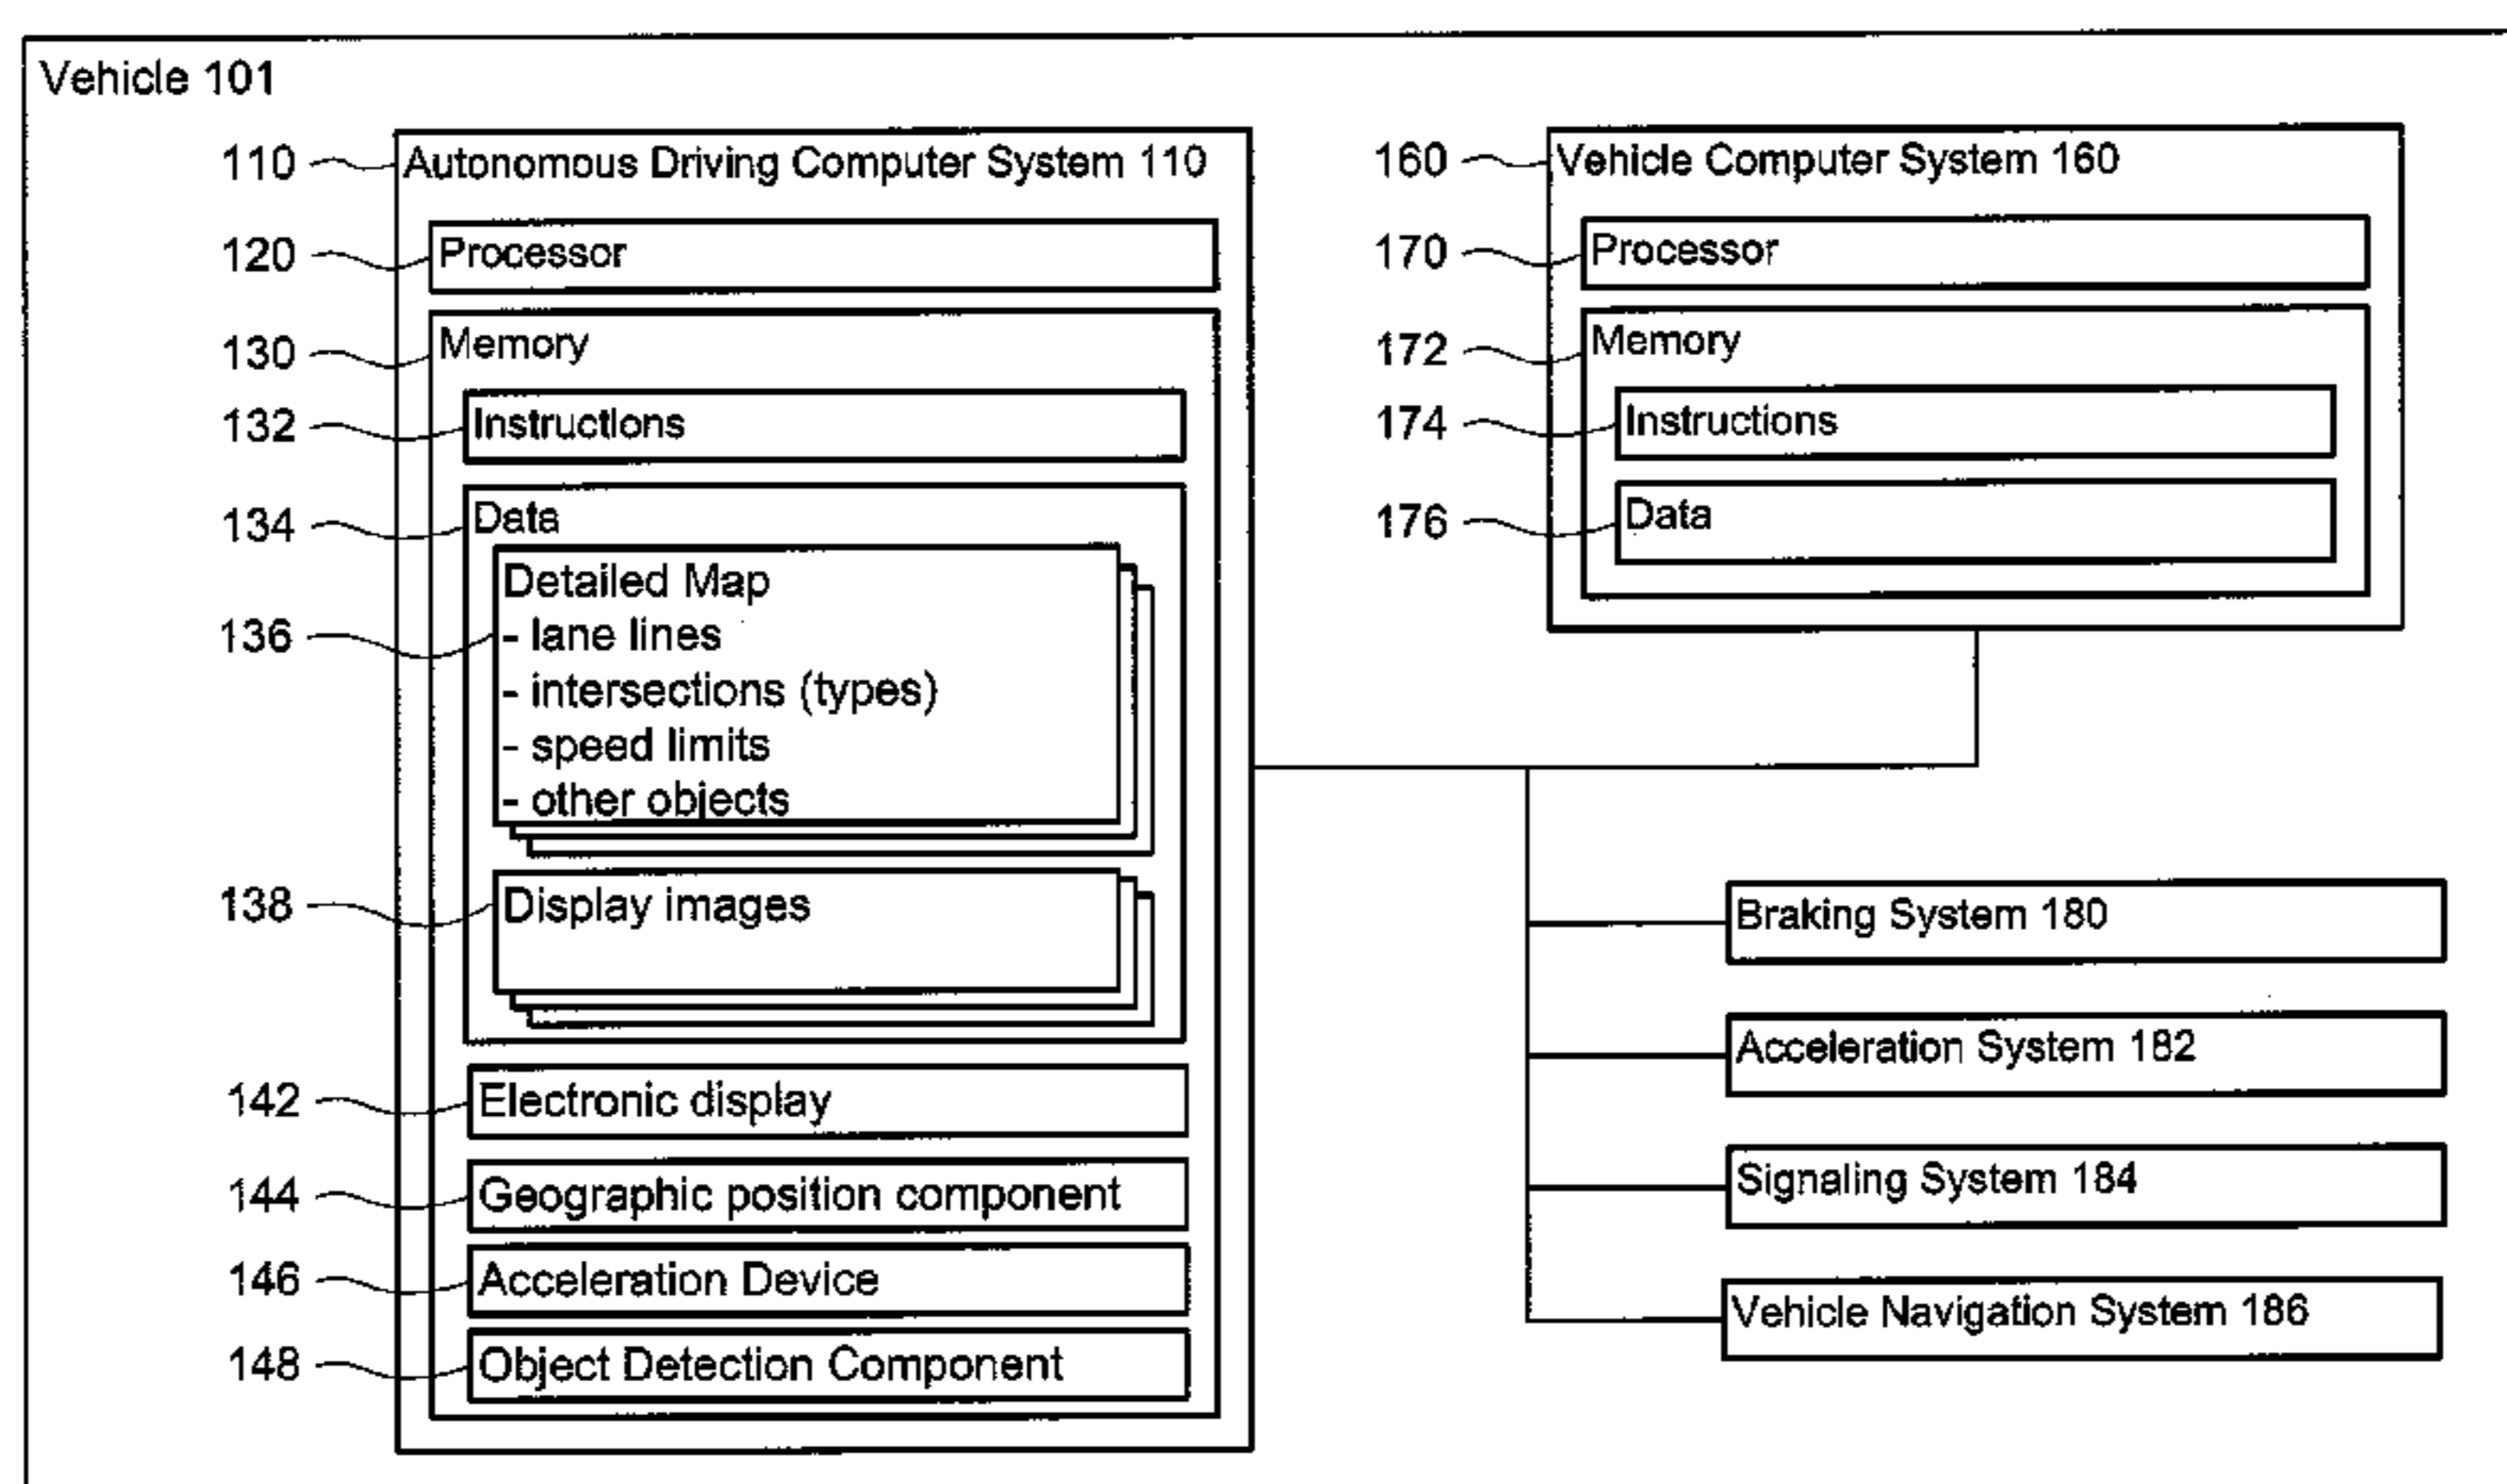 Vehicle 101
110 Autonomous Driving Computer System 110
120 Processor
130 Memory
132 Instructions
134 Data
Detailed Map
136 - lane lines
- intersections (types)
- speed limits
- other objects
138 Display images
142 Electronic display
144 Geographic position component
146 Acceleration Device
148 Object Detection Component
160 Vehicle Computer System 160
170 Processor
172 Memory
174 Instructions
176 Data
Braking System 180
Acceleration System 182
Signaling System 184
Vehicle Navigation System 186